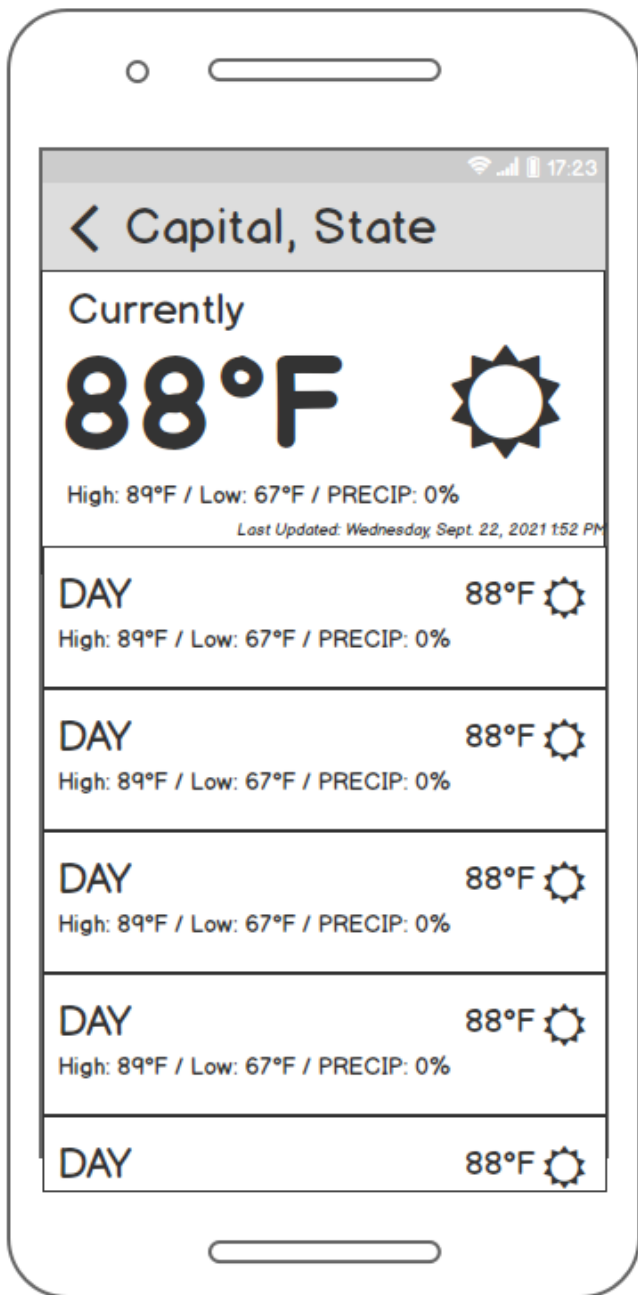 17:23
Capital, State
Currently
88°F
High: 89°F / Low: 67°F / PRECIP: 0%
Last Updated: Wednesday, Sept. 22, 2021 1:52 PM
DAY 88°F
High: 89°F / Low: 67°F / PRECIP: 0%
DAY 88°F
High: 89°F / Low: 67°F / PRECIP: 0%
DAY 88°F
High: 89°F / Low: 67°F / PRECIP: 0%
DAY 88°F
High: 89°F / Low: 67°F / PRECIP: 0%
DAY 88°F